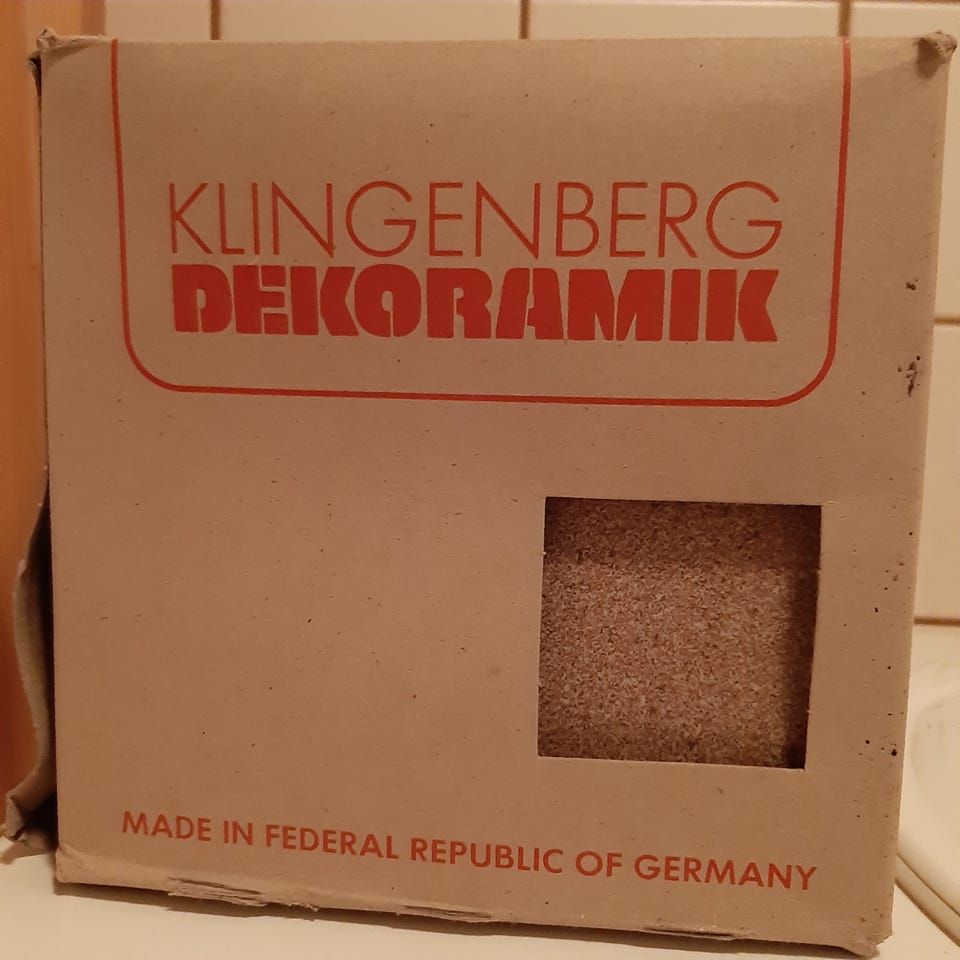 KLINGENBERG
DEKORAMIK
MADE IN FEDERAL REPUBLIC OF GERMANY